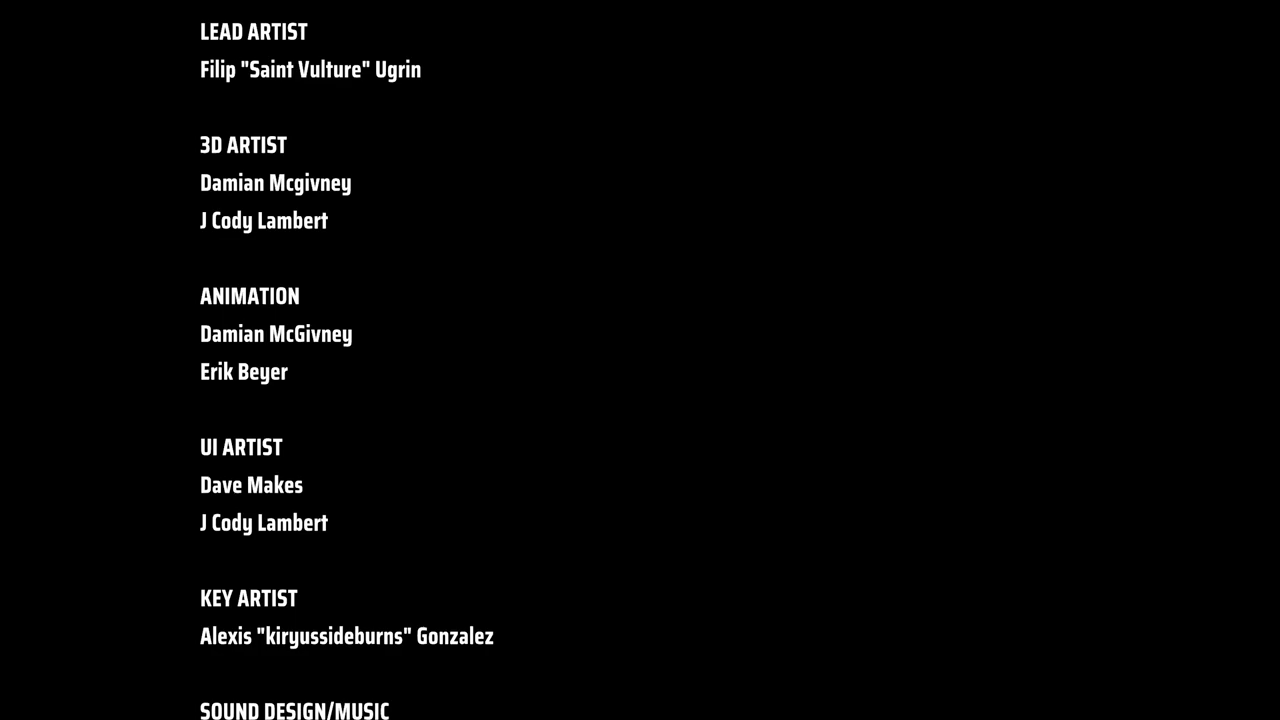 LEAD ARTIST
Filip "Saint Vulture" Ugrin
3D ARTIST
Damian Mcgivney
J Cody Lambert
ANIMATION
Damian McGivney
Erik Beyer
UI ARTIST
Dave Makes
J Cody Lambert
KEY ARTIST
Alexis "kiryussideburns" Gonzalez
SOUND DESIGN/MUSIC